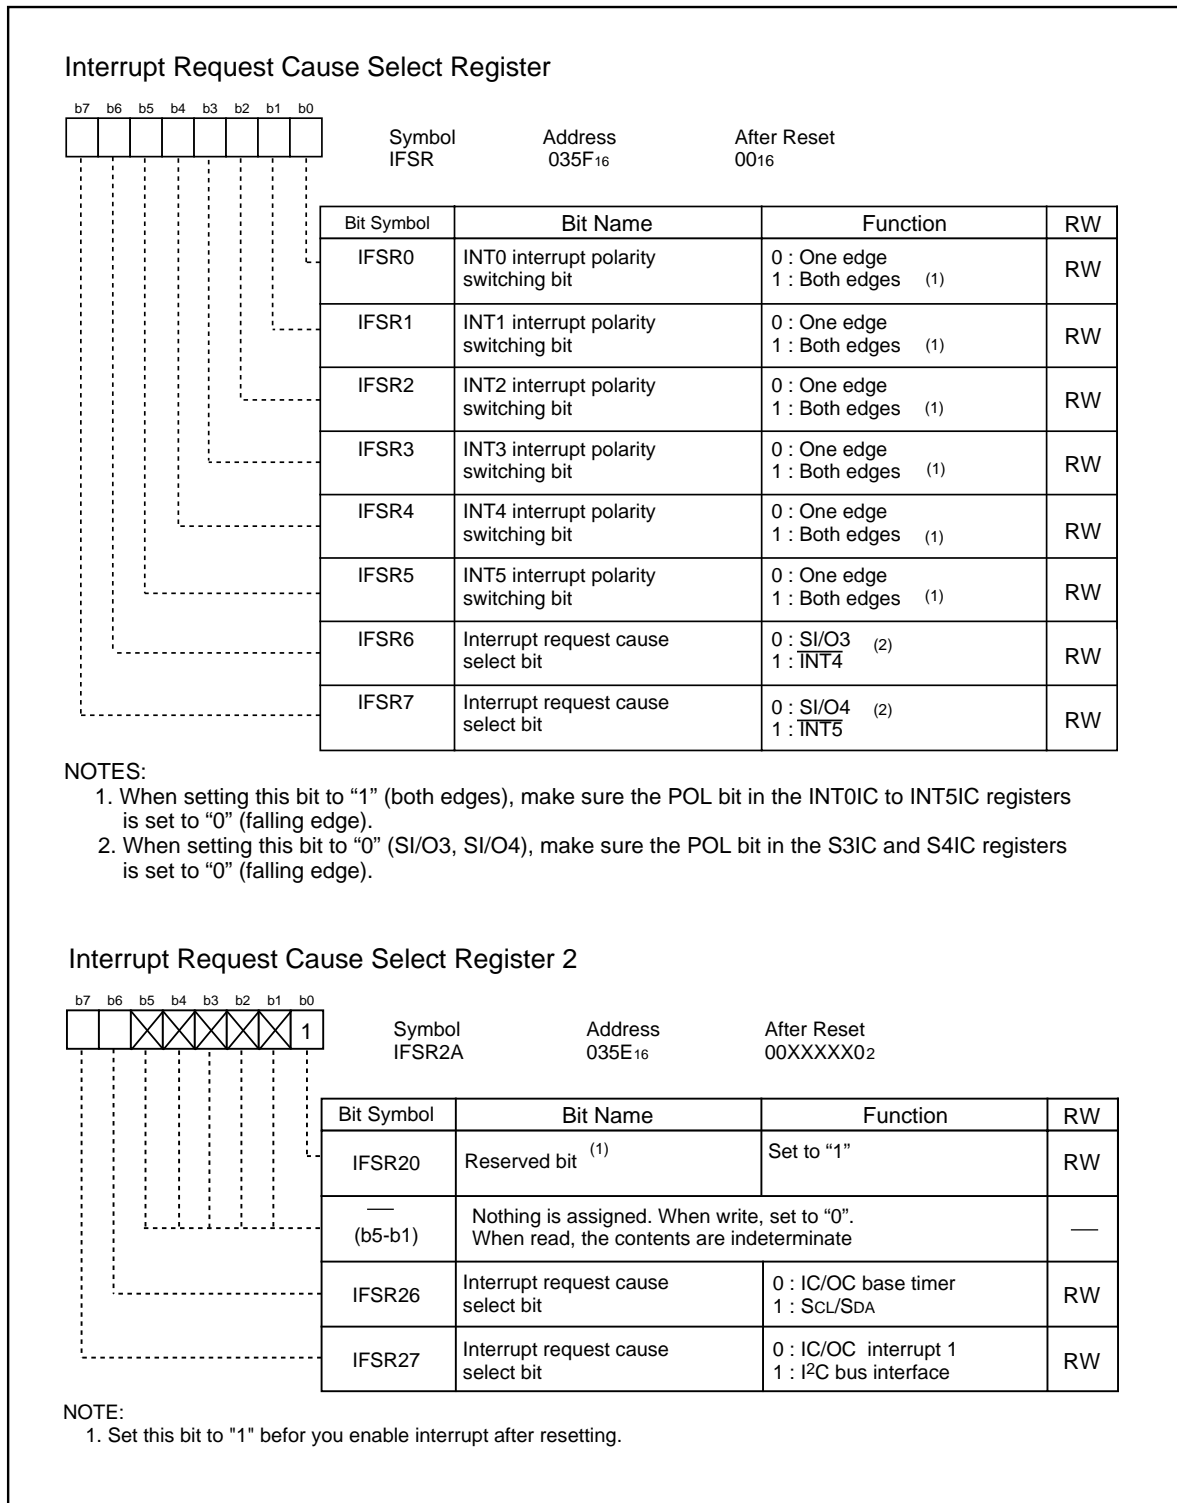 Interrupt Request Cause Select Register
b7 b6 b5 b4 b3 b2 b1 b0
Symbol Address After Reset
IFSR 035F16 0016
Bit Symbol Bit Name Function RW
IFSR0 INT0 interrupt polarity 0 : One edge
switching bit 1 : Both edges (1) RW
IFSR1 INT1 interrupt polarity 0 : One edge
switching bit 1 : Both edges (1) RW
IFSR2 INT2 interrupt polarity 0 : One edge
switching bit 1 : Both edges (1) RW
IFSR3 INT3 interrupt polarity 0 : One edge
switching bit 1 : Both edges (1) RW
IFSR4 INT4 interrupt polarity 0 : One edge
switching bit 1 : Both edges (1) RW
IFSR5 INT5 interrupt polarity 0 : One edge
switching bit 1 : Both edges (1) RW
IFSR6 Interrupt request cause 0 : SI/O3 (2)
select bit 1 : INT4 RW
IFSR7 Interrupt request cause 0 : SI/O4 (2)
select bit 1 : INT5 RW
NOTES:
1. When setting this bit to “1” (both edges), make sure the POL bit in the INT0IC to INT5IC registers
is set to “0” (falling edge).
2. When setting this bit to “0” (SI/O3, SI/O4), make sure the POL bit in the S3IC and S4IC registers
is set to “0” (falling edge).
Interrupt Request Cause Select Register 2
b7 b6 b5 b4 b3 b2 b1 b0
1
Symbol Address After Reset
IFSR2A 035E16 00XXXXX02
Bit Symbol Bit Name Function RW
IFSR20 Reserved bit (1) Set to “1” RW
(b5-b1) Nothing is assigned. When write, set to “0”.
When read, the contents are indeterminate
IFSR26 Interrupt request cause 0 : IC/OC base timer
select bit 1 : SCL/SDA RW
IFSR27 Interrupt request cause 0 : IC/OC interrupt 1
select bit 1 : I2C bus interface RW
NOTE:
1. Set this bit to "1" befor you enable interrupt after resetting.